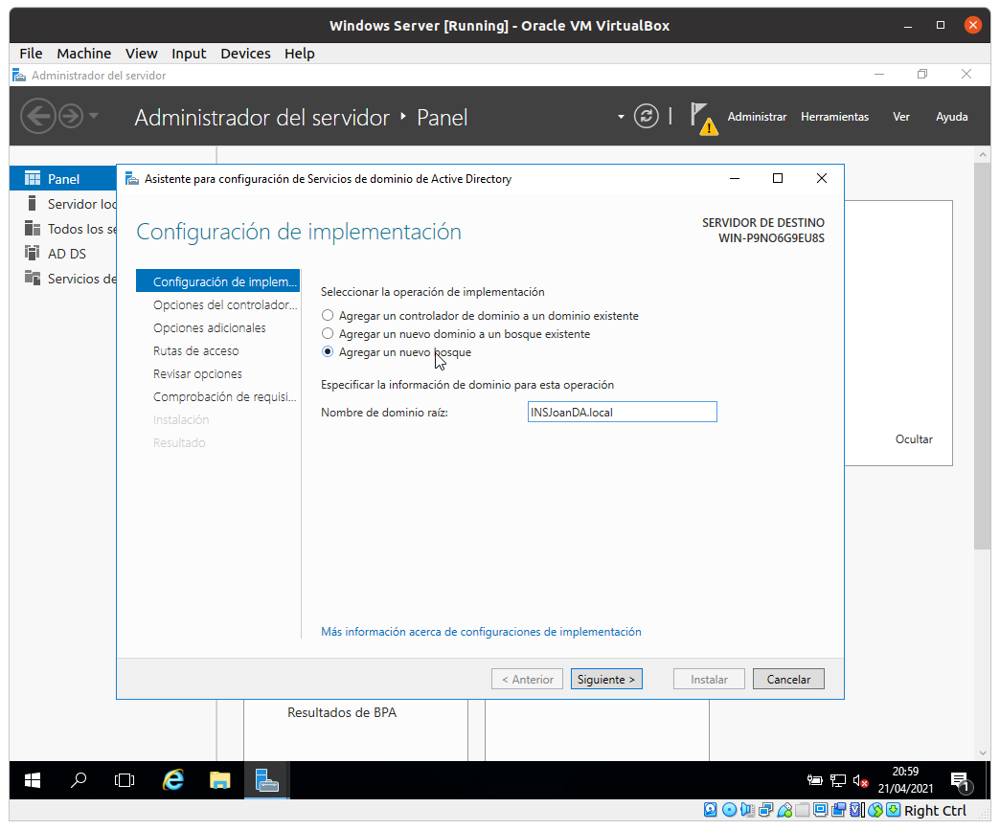 Windows Server [Running] - Oracle VM VirtualBox
File Machine View Input Devices Help
Administrador del servidor
Administrador del servidor ‣ Panel
Administrar Herramientas Ver Ayuda
Panel
Servidor loc
Todos los se
AD DS
Servicios de
Asistente para configuración de Servicios de dominio de Active Directory
Configuración de implementación
SERVIDOR DE DESTINO
WIN-P9NO6G9EU8S
Configuración de implem...
Opciones del controlador...
Opciones adicionales
Rutas de acceso
Revisar opciones
Comprobación de requisi...
Instalación
Resultado
Seleccionar la operación de implementación
Agregar un controlador de dominio a un dominio existente
Agregar un nuevo dominio a un bosque existente
Agregar un nuevo bosque
Especificar la información de dominio para esta operación
Nombre de dominio raíz: INSJoanDA.local
Más información acerca de configuraciones de implementación
< Anterior Siguiente > Instalar Cancelar
Ocultar
Resultados de BPA
20:59
21/04/2021
1
Right Ctrl